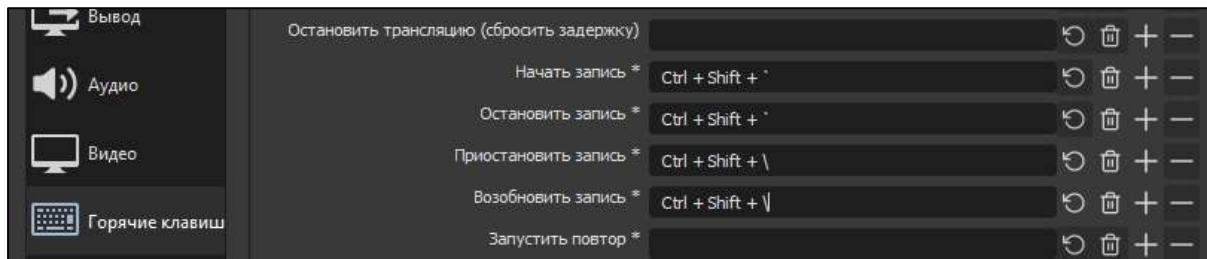 Вывод
Аудио
Видео
Горячие клавиш
Остановить трансляцию (сбросить задержку)
Начать запись * Ctrl + Shift + `
Остановить запись * Ctrl + Shift + `
Приостановить запись * Ctrl + Shift + \
Возобновить запись * Ctrl + Shift + \
Запустить повтор *